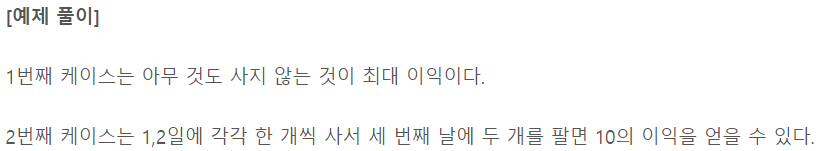 [예제 풀이]
1번째 케이스는 아무 것도 사지 않는 것이 최대 이익이다.
2번째 케이스는 1,2일에 각각 한 개씩 사서 세 번째 날에 두 개를 팔면 10의 이익을 얻을 수 있다.